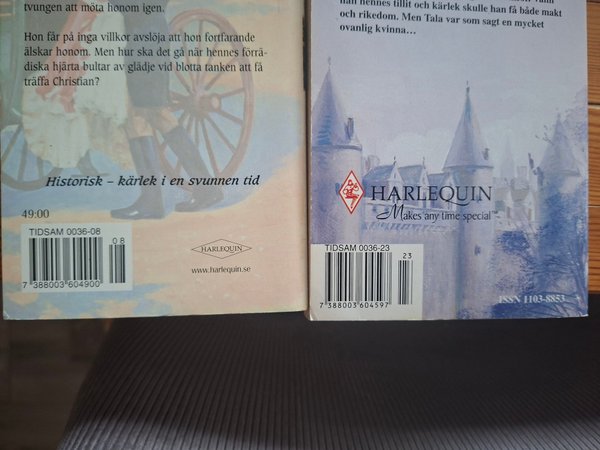 tvungen att möta honom igen.
Hon får på inga villkor avslöja att hon fortfarande
älskar honom. Men hur ska det gå när hennes förrä-
diska hjärta bultar av glädje vid blotta tanken att få
träffa Christian?
Historisk – kärlek i en svunnen tid
49:00
TIDSAM 0036-08
08
7 388003 604900
HARLEQUIN
www.harlequin.se
han hennes tillit och kärlek skulle han få både makt
och rikedom. Men Tala var som sagt en mycket
ovanlig kvinna…
HARLEQUIN
Makes any time special™
TIDSAM 0036-23
23
7 388003 604597
ISSN 1103-8853